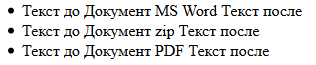 Текст до Документ MS Word Текст после
Текст до Документ zip Текст после
Текст до Документ PDF Текст после